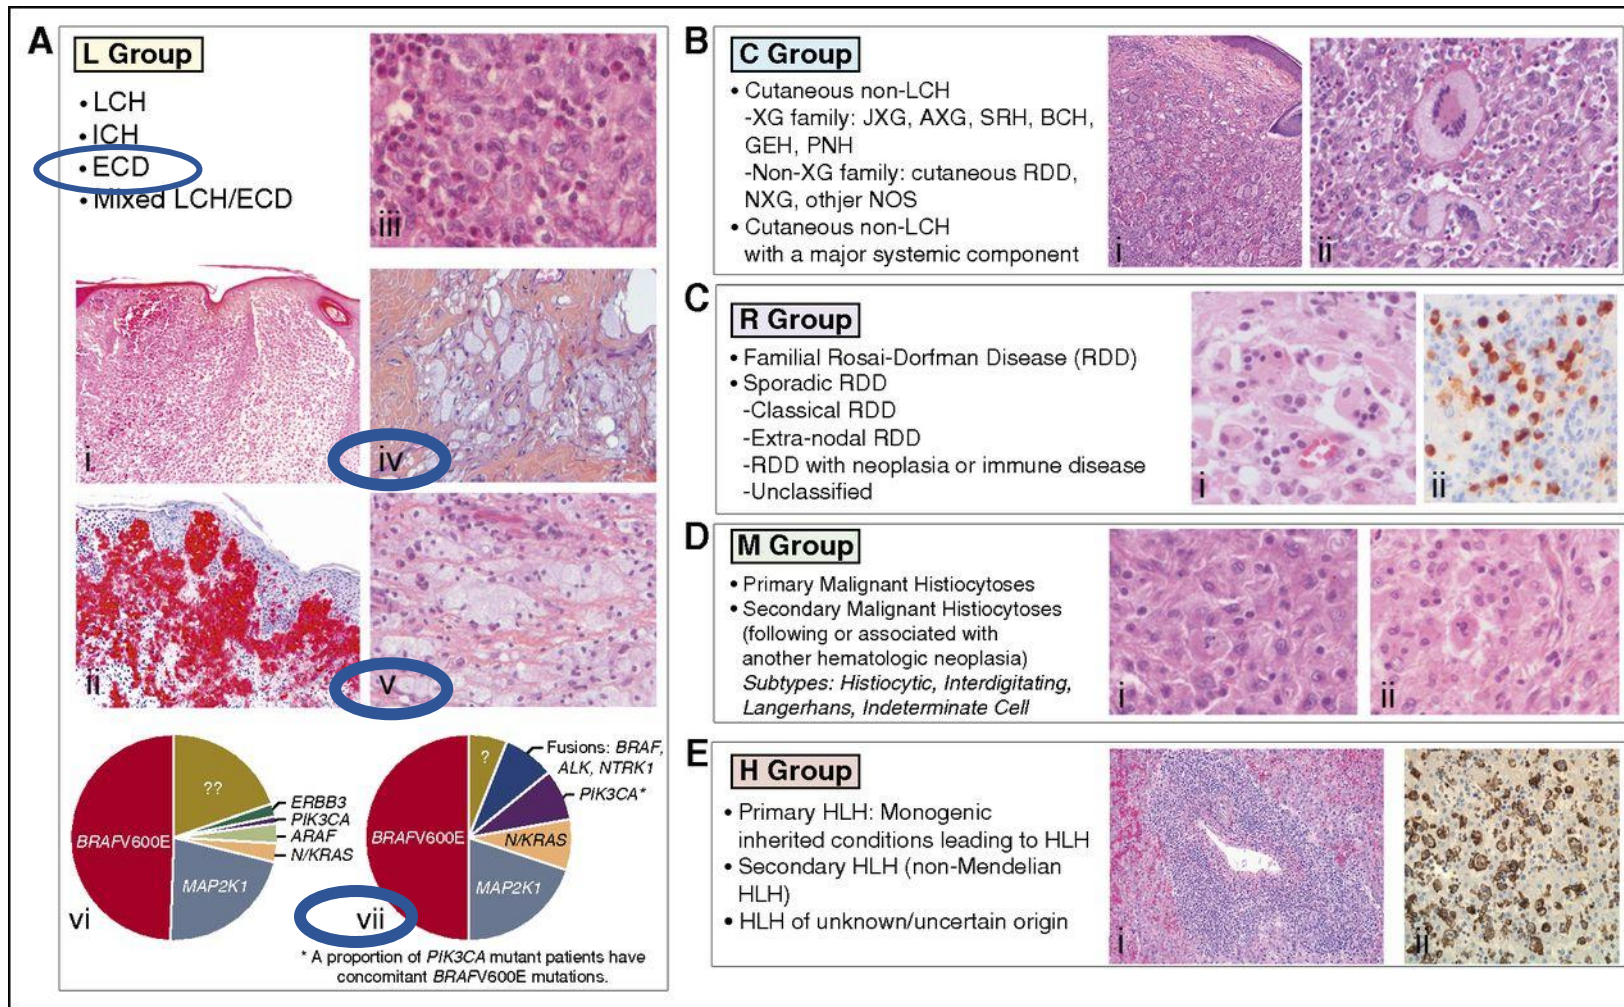 A
L Group
• LCH
• ICH
• ECD
• Mixed LCH/ECD
iii
i
iv
ii
v
BRAFV600E
??
ERBB3
PIK3CA
ARAF
N/KRAS
MAP2K1
vi
BRAFV600E
?
Fusions: BRAF,
ALK, NTRK1
PIK3CA*
N/KRAS
MAP2K1
vii
* A proportion of PIK3CA mutant patients have
concomitant BRAFV600E mutations.
B
C Group
• Cutaneous non-LCH
-XG family: JXG, AXG, SRH, BCH,
GEH, PNH
-Non-XG family: cutaneous RDD,
NXG, othjer NOS
• Cutaneous non-LCH
with a major systemic component
i
ii
C
R Group
• Familial Rosai-Dorfman Disease (RDD)
• Sporadic RDD
-Classical RDD
-Extra-nodal RDD
-RDD with neoplasia or immune disease
-Unclassified
i
ii
D
M Group
• Primary Malignant Histiocytoses
• Secondary Malignant Histiocytoses
(following or associated with
another hematologic neoplasia)
Subtypes: Histiocytic, Interdigitating,
Langerhans, Indeterminate Cell
i
ii
E
H Group
• Primary HLH: Monogenic
inherited conditions leading to HLH
• Secondary HLH (non-Mendelian
HLH)
• HLH of unknown/uncertain origin
i
ii